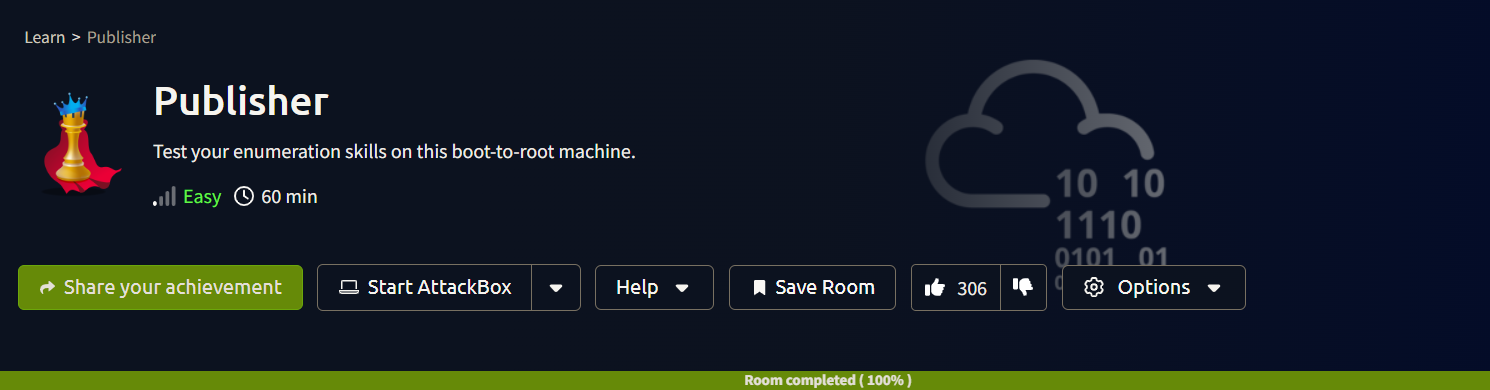 Learn > Publisher
Publisher
Test your enumeration skills on this boot-to-root machine.
Easy 60 min
10 10
1110
0101 01
Share your achievement Start AttackBox Help Save Room 306 Options
Room completed ( 100% )